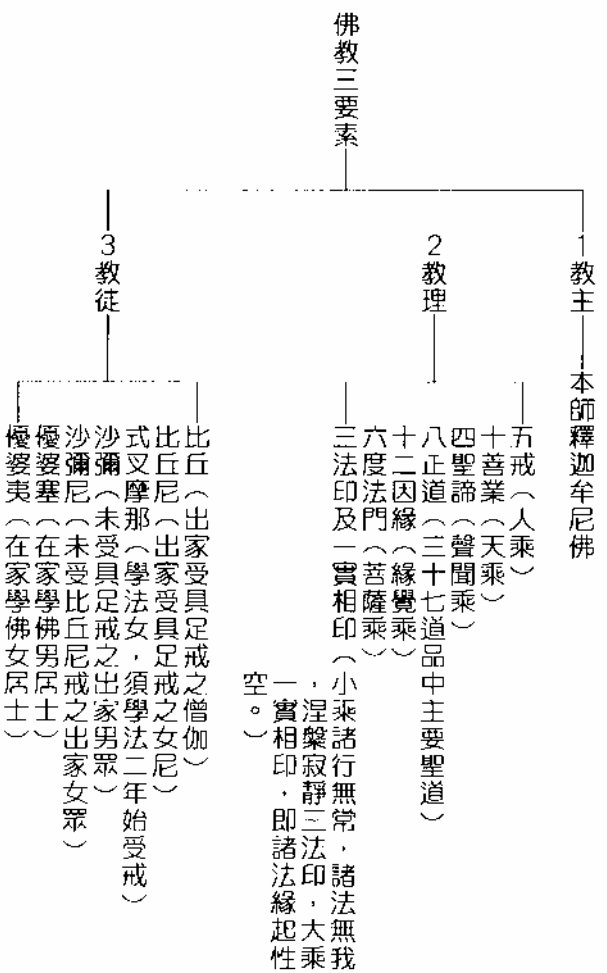 佛教三要素
1教主
本師釋迦牟尼佛
2教理
五戒（人乘）
十善業（天乘）
四聖諦（聲聞乘）
八正道（三十七道品中主要聖道）
十二因緣（緣覺乘）
六度法門（菩薩乘）
三法印及一實相印（小乘諸行無常，諸法無我
，涅槃寂靜三法印，大乘
一實相印，即諸法緣起性
空。）
3教徒
比丘（出家受具足戒之僧伽）
比丘尼（出家受具足戒之女尼）
式叉摩那（學法女，須學法二年始受戒）
沙彌（未受具足戒之出家男眾）
沙彌尼（未受比丘尼戒之出家女眾）
優婆塞（在家學佛男居士）
優婆夷（在家學佛女居士）